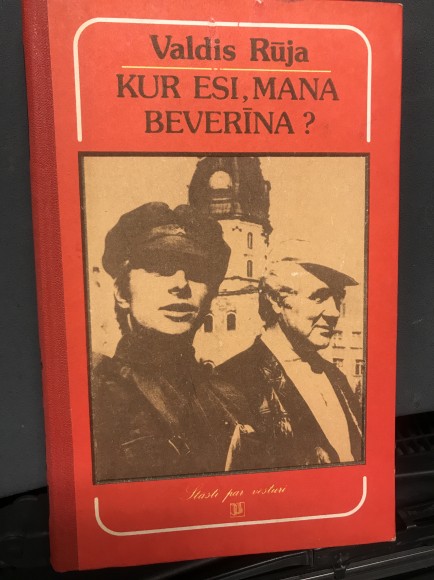 Valdis Rūja
KUR ESI, MANA
BEVERĪNA?
Stāsti par vēsturi